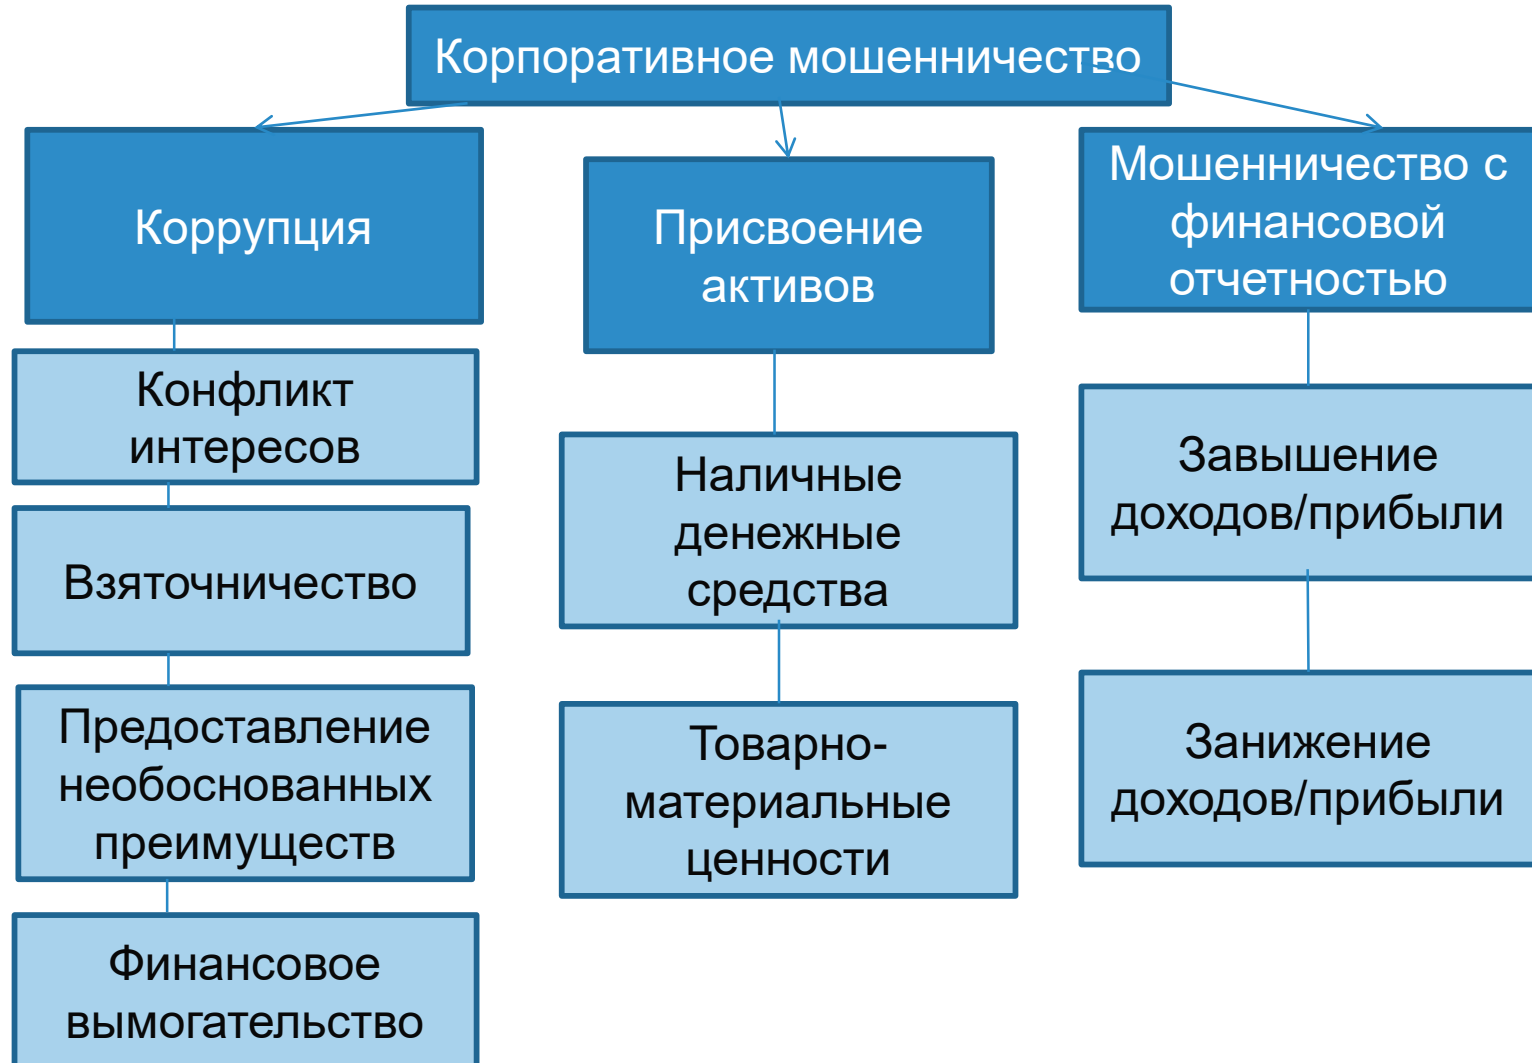 Корпоративное мошенничество
Коррупция
Конфликт
интересов
Взяточничество
Предоставление
необоснованных
преимуществ
Финансовое
вымогательство
Присвоение
активов
Наличные
денежные
средства
Товарно-
материальные
ценности
Мошенничество с
финансовой
отчетностью
Завышение
доходов/прибыли
Занижение
доходов/прибыли